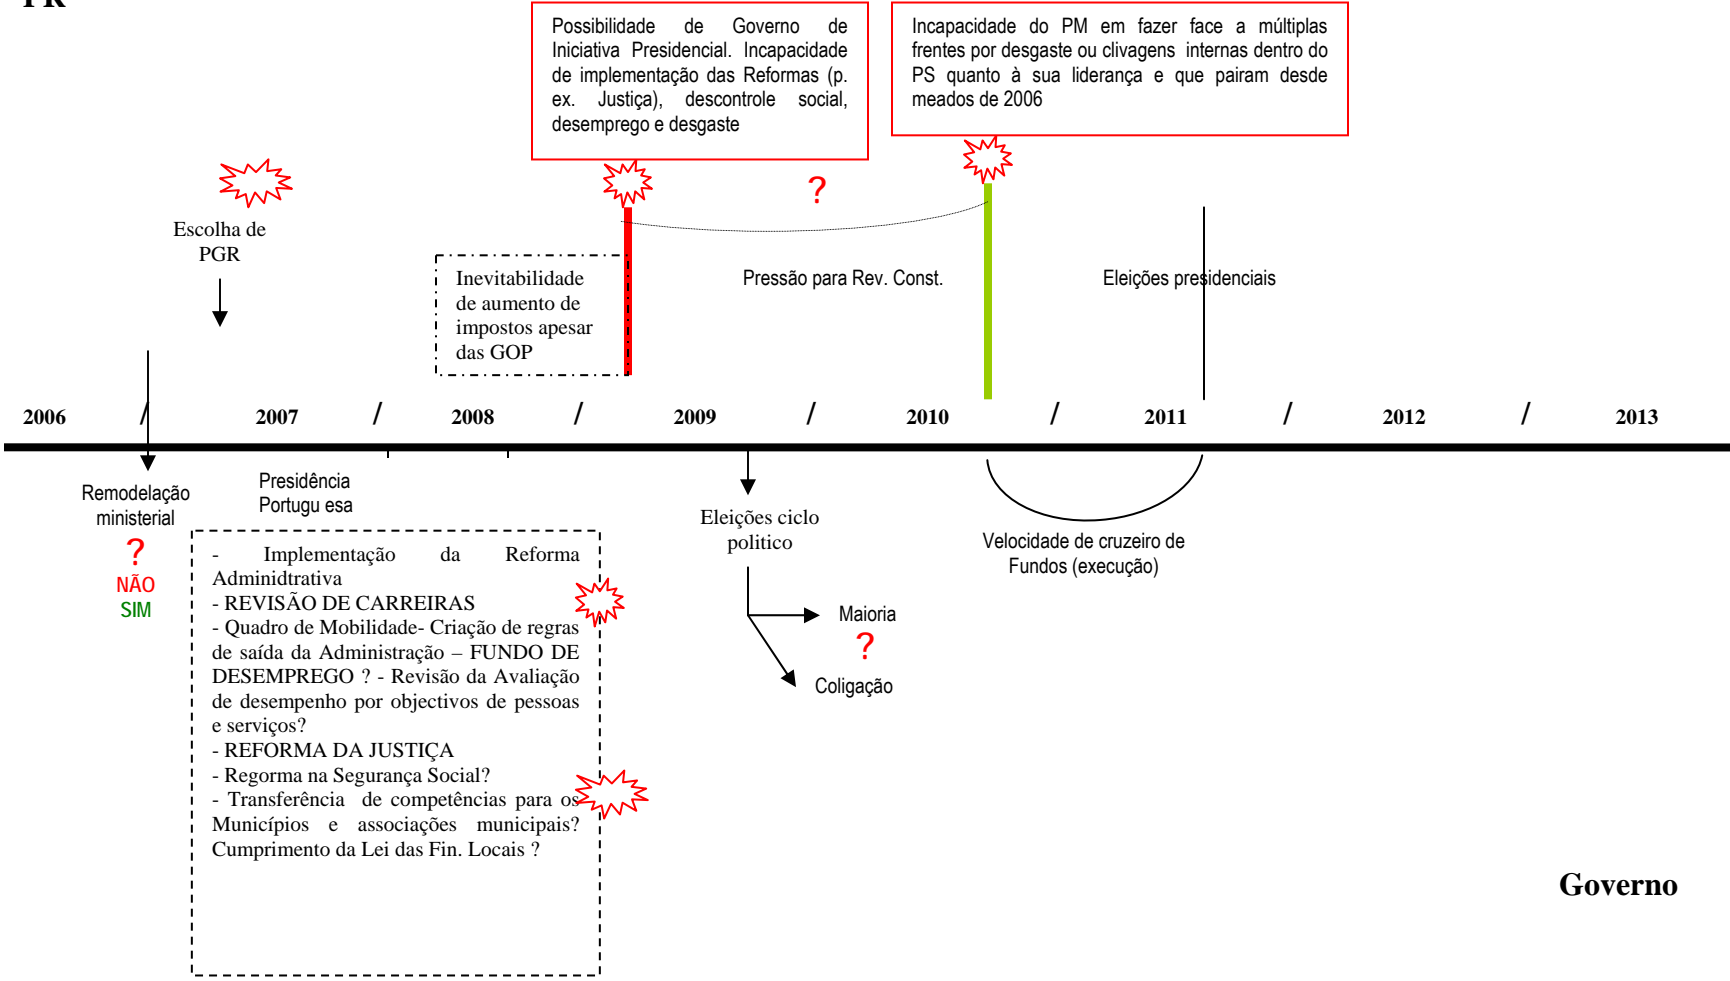 PR
Possibilidade de Governo de
Iniciativa Presidencial. Incapacidade
de implementação das Reformas (p.
ex. Justiça), descontrole social,
desemprego e desgaste
Incapacidade do PM em fazer face a múltiplas
frentes por desgaste ou clivagens internas dentro do
PS quanto à sua liderança e que pairam desde
meados de 2006
?
Escolha de
PGR
Inevitabilidade
de aumento de
impostos apesar
das GOP
Pressão para Rev. Const.
Eleições presidenciais
2006 / 2007 / 2008 / 2009 / 2010 / 2011 / 2012 / 2013
Remodelação
ministerial
?
NÃO
SIM
Presidência
Portugu esa
- Implementação da Reforma
Adminidtrativa
- REVISÃO DE CARREIRAS
- Quadro de Mobilidade- Criação de regras
de saída da Administração – FUNDO DE
DESEMPREGO ? - Revisão da Avaliação
de desempenho por objectivos de pessoas
e serviços?
- REFORMA DA JUSTIÇA
- Regorma na Segurança Social?
- Transferência de competências para os
Municípios e associações municipais?
Cumprimento da Lei das Fin. Locais ?
Eleições ciclo
politico
Maioria
?
Coligação
Velocidade de cruzeiro de
Fundos (execução)
Governo